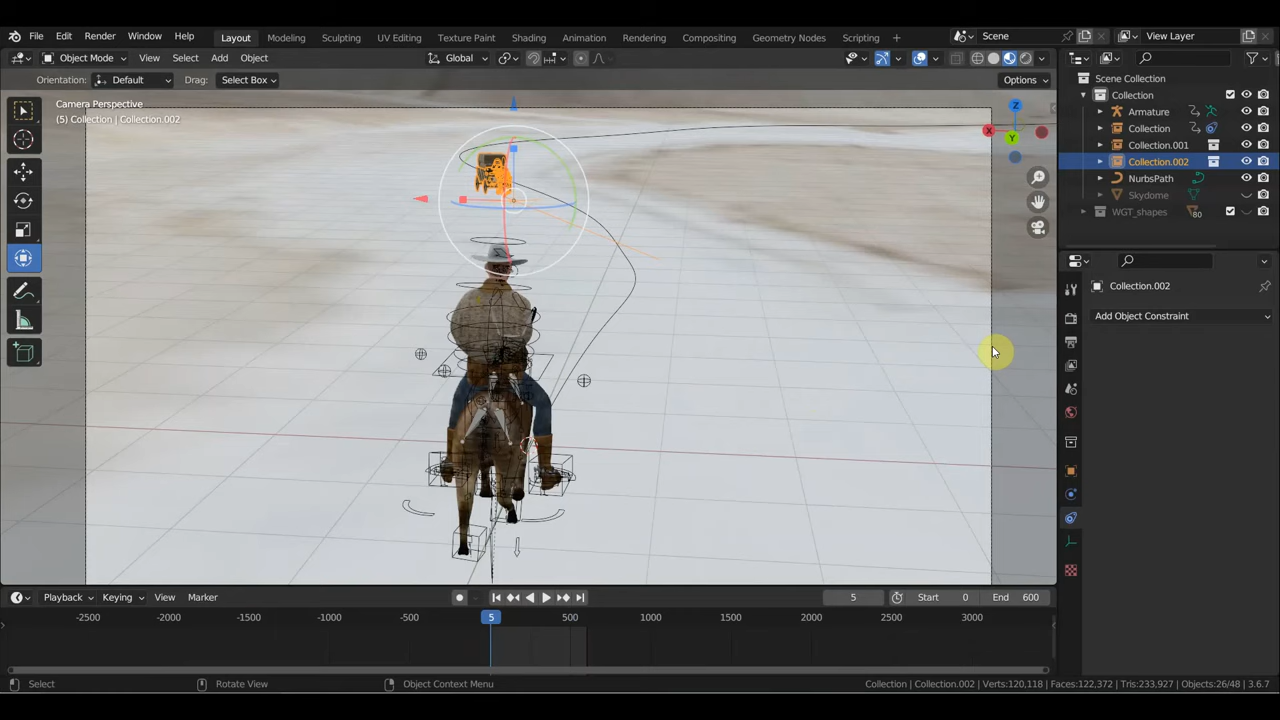 File Edit Render Window Help Layout Modeling Sculpting UV Editing Texture Paint Shading Animation Rendering Compositing Geometry Nodes Scripting + Scene View Layer
Object Mode View Select Add Object Global
Orientation: Default Drag: Select Box Options
Camera Perspective
(5) Collection | Collection.002
Z
X
Y
Scene Collection
Collection
Armature
Collection
Collection.001
Collection.002
NurbsPath
Skydome
WGT_shapes 80
Collection.002
Add Object Constraint
Playback Keying View Marker 5 Start 0 End 600
-2500 -2000 -1500 -1000 -500 5 500 1000 1500 2000 2500 3000
Select Rotate View Object Context Menu Collection | Collection.002 | Verts:120,118 | Faces:122,372 | Tris:233,927 | Objects:26/48 | 3.6.7